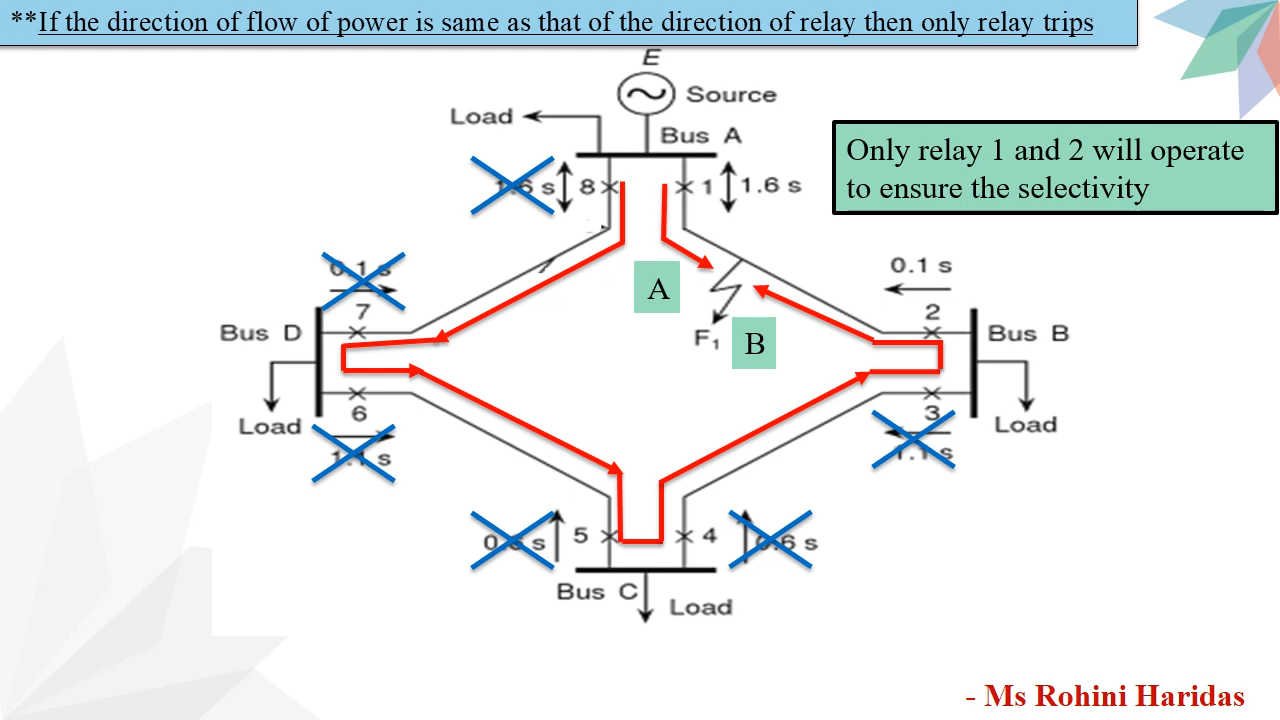 **If the direction of flow of power is same as that of the direction of relay then only relay trips
E
Source
Load
Bus A
Only relay 1 and 2 will operate
to ensure the selectivity
1.6 s
8
1
1.6 s
0.1 s
7
Bus D
0.1 s
2
Bus B
A
F₁
B
6
Load
1.1 s
3
Load
1.1 s
5
4
0.6 s
Bus C
Load
- Ms Rohini Haridas